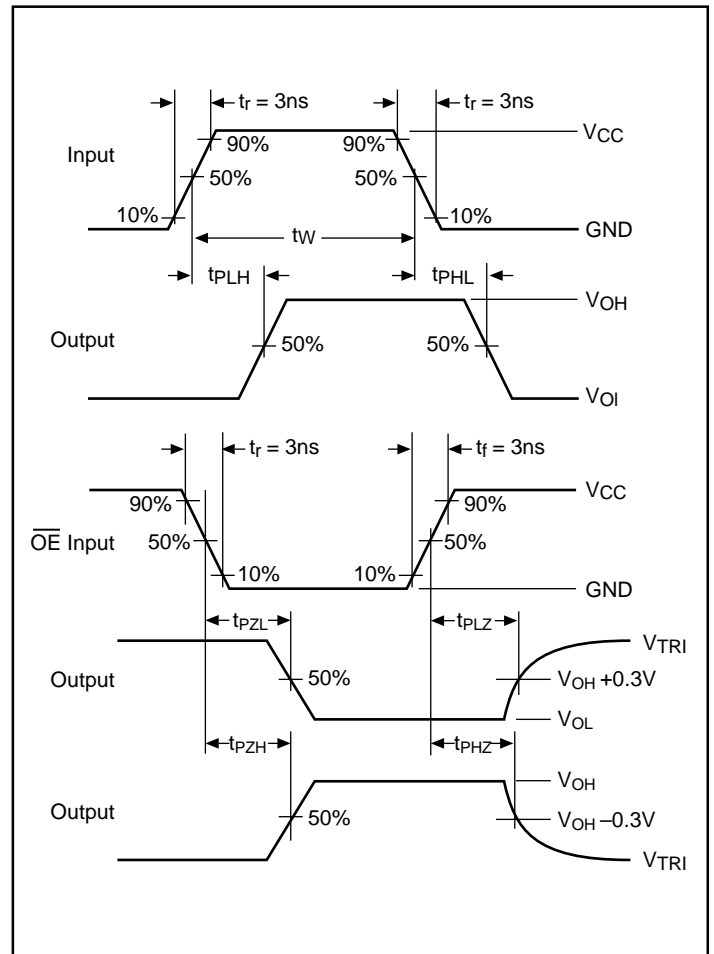 tr = 3ns tr = 3ns
VCC
Input 90% 90%
50% 50%
10% 10%
GND
tW
tPLH tPHL
VOH
Output 50% 50%
VOI
tr = 3ns tf = 3ns
VCC
90% 90%
OE Input 50% 50%
10% 10%
GND
tPZL tPLZ
VTRI
Output 50% VOH +0.3V
VOL
tPZH tPHZ
VOH
Output 50% VOH –0.3V
VTRI